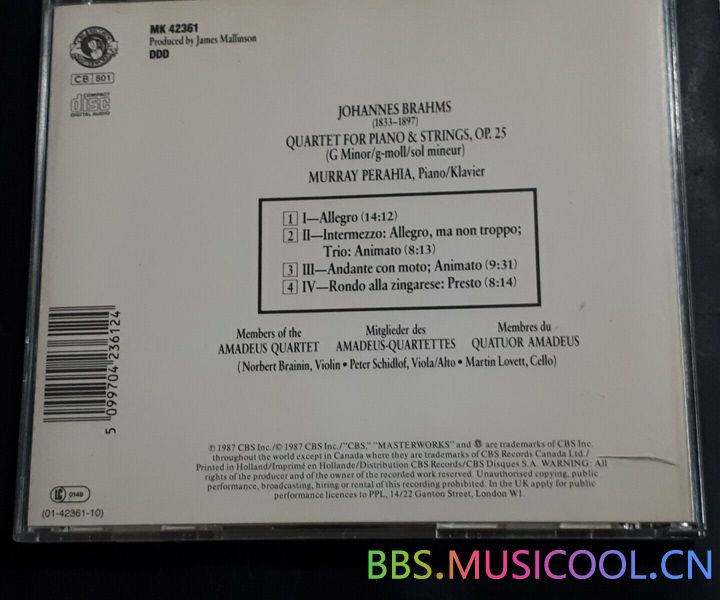 MK 42361
Produced by James Mallinson
DDD
CB 801
COMPACT
disc
DIGITAL AUDIO
JOHANNES BRAHMS
(1833–1897)
QUARTET FOR PIANO & STRINGS, OP. 25
(G Minor/g-moll/sol mineur)
MURRAY PERAHIA, Piano/Klavier
1 I—Allegro (14:12)
2 II—Intermezzo: Allegro, ma non troppo;
Trio: Animato (8:13)
3 III—Andante con moto; Animato (9:31)
4 IV—Rondo alla zingarese: Presto (8:14)
Members of the
AMADEUS QUARTET
Mitglieder des
AMADEUS-QUARTETTES
Membres du
QUATUOR AMADEUS
(Norbert Brainin, Violin • Peter Schidlof, Viola/Alto • Martin Lovett, Cello)
5 099704 236124
℗ 1987 CBS Inc./© 1987 CBS Inc./"CBS," "MASTERWORKS" and are trademarks of CBS Inc.
throughout the world except in Canada where they are trademarks of CBS Records Canada Ltd./
Printed in Holland/Imprimé en Hollande/Distribution CBS Records/CBS Disques S.A. WARNING: All
rights of the producer and of the owner of the recorded work reserved. Unauthorised copying, public
performance, broadcasting, hiring or rental of this recording prohibited. In the UK apply for public
performance licences to PPL, 14/22 Ganton Street, London W1.
LC 0149
(01-42361-10)
BBS.MUSICOOL.CN